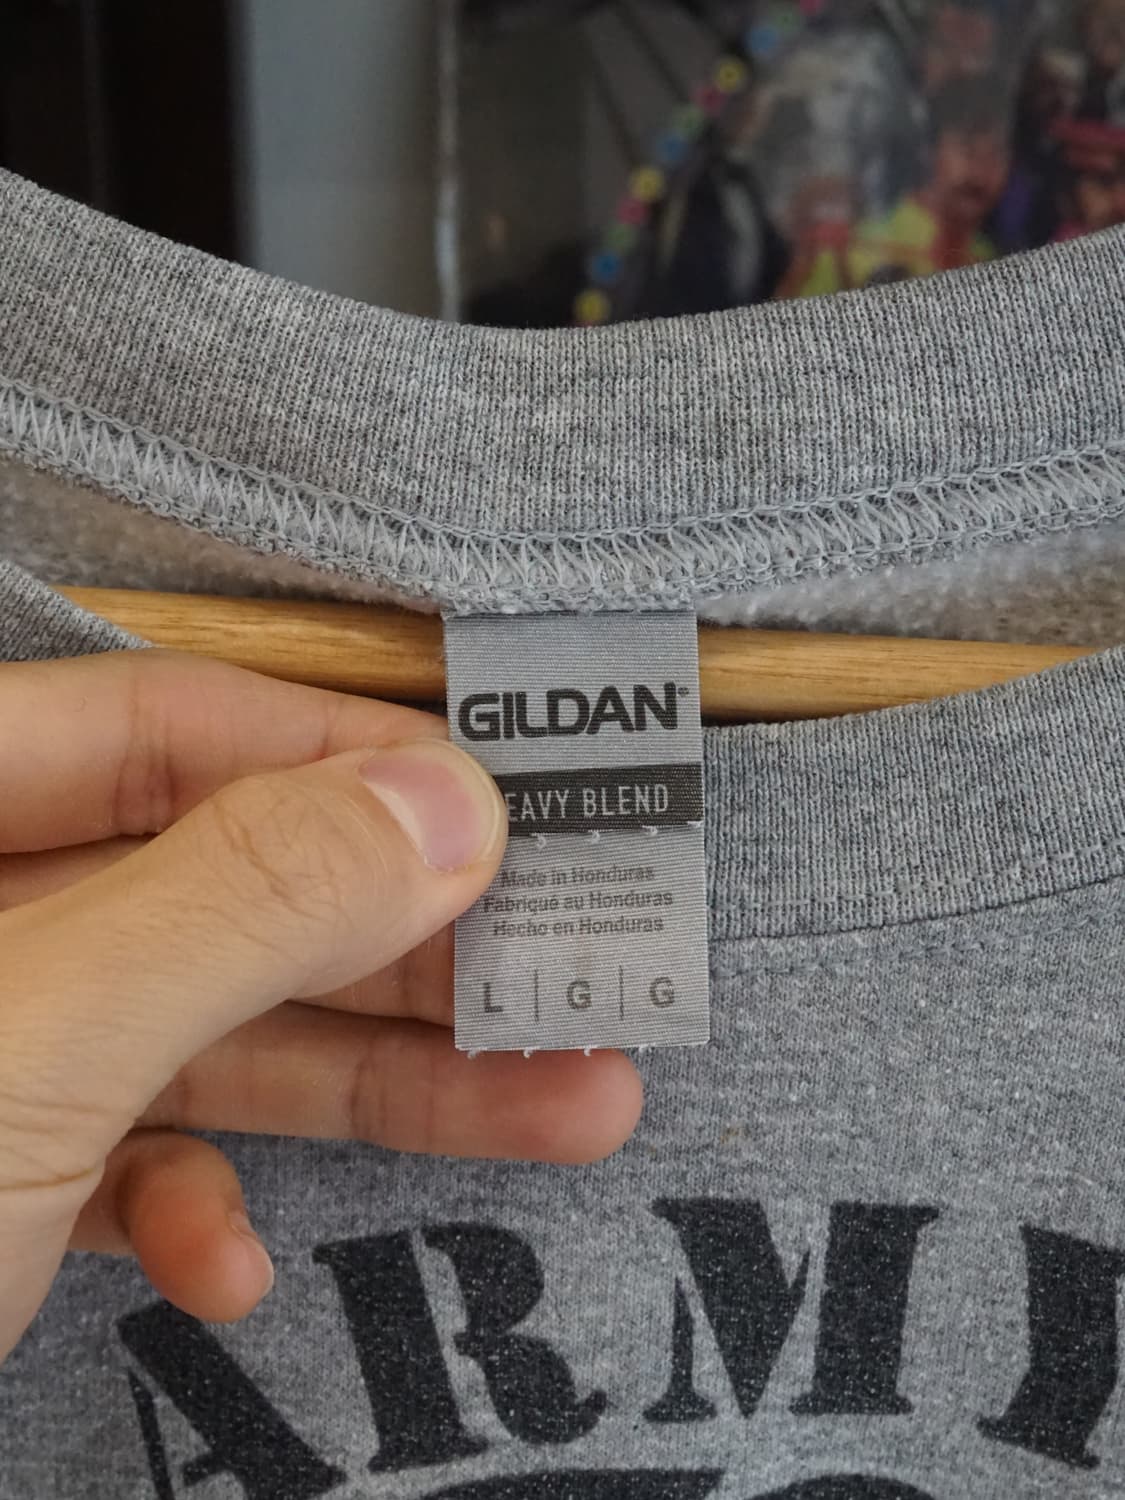 GILDAN
EAVY BLEND
Made in Honduras
Fabriqué au Honduras
Hecho en Honduras
L | G | G
ARM